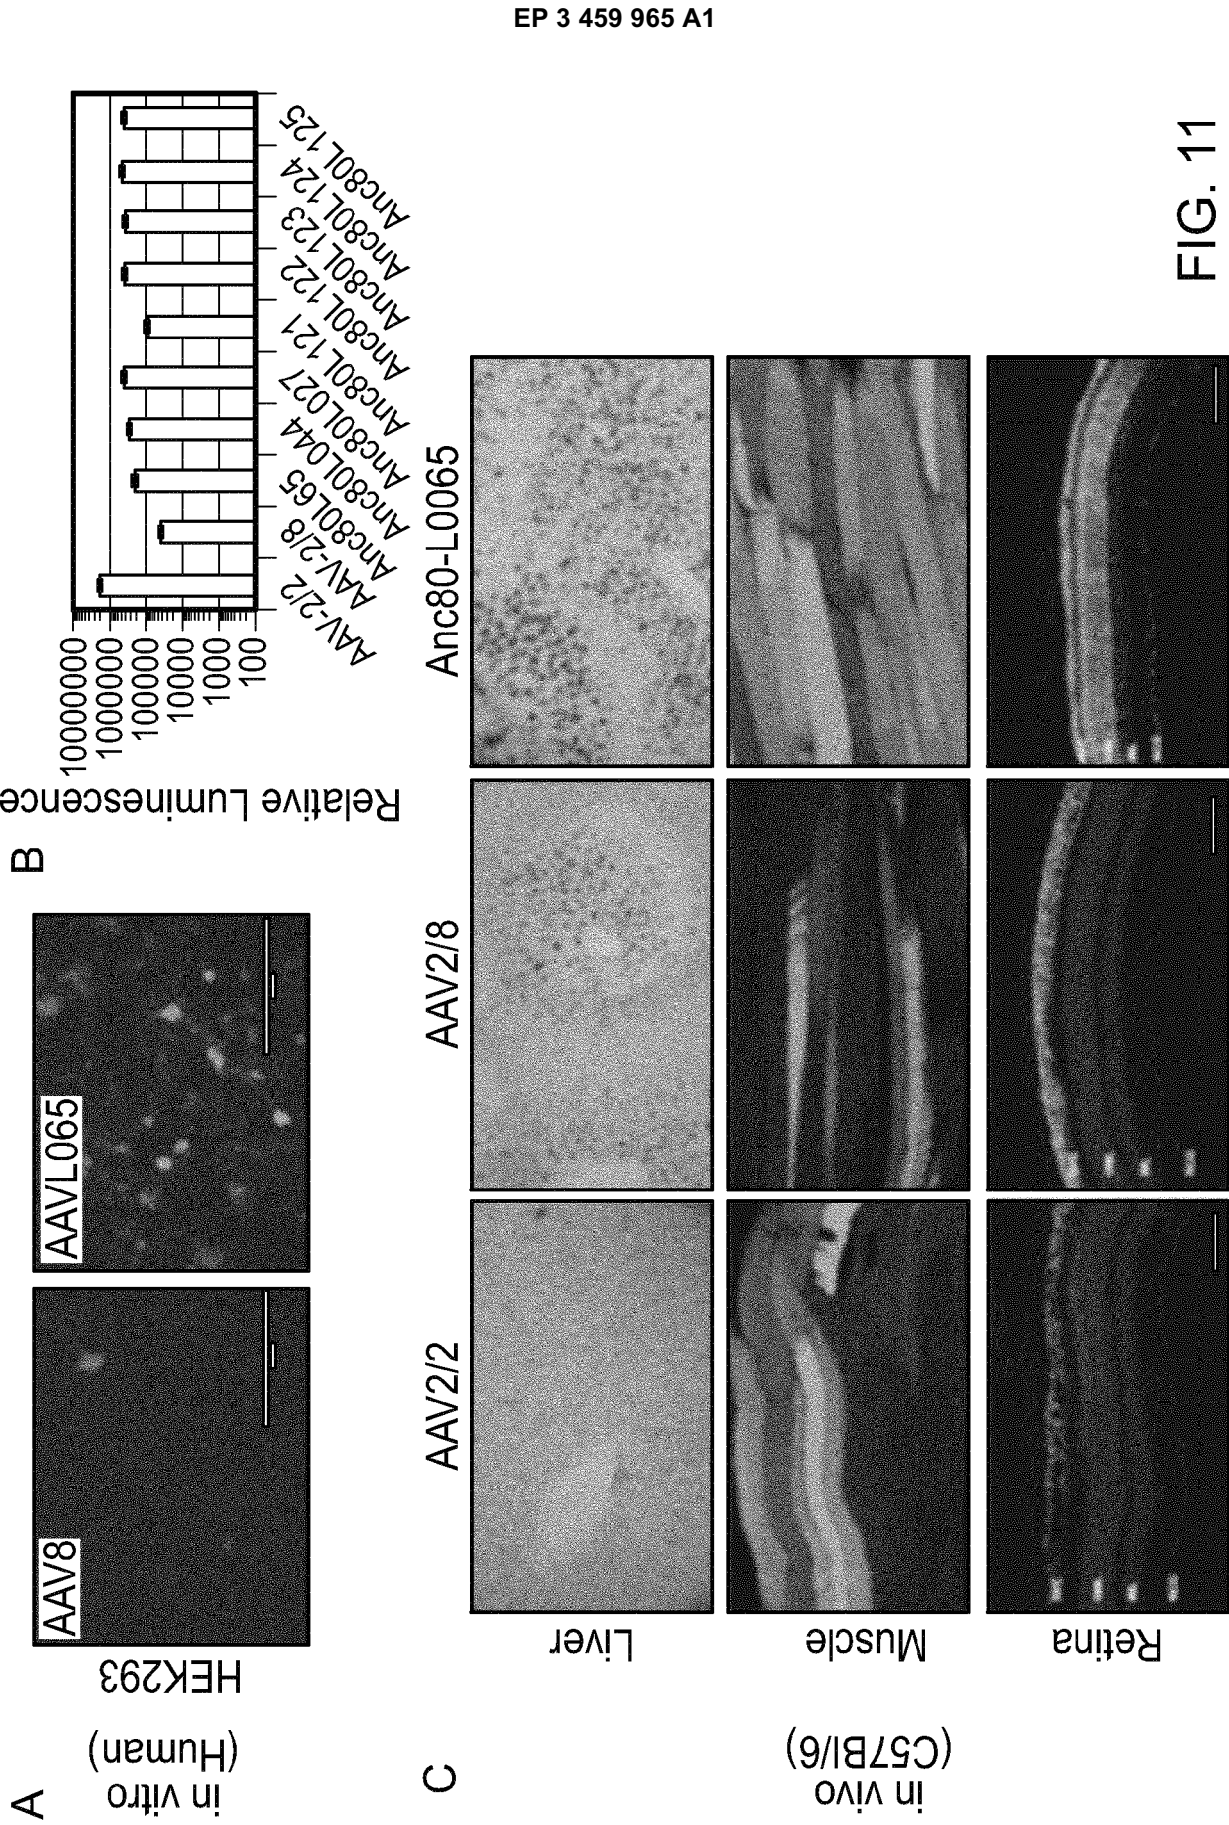 EP 3 459 965 A1
A
in vitro
(Human)
HEK293
AAV8
AAVL065
B
Relative Luminescence
10000000
1000000
100000
10000
1000
100
AAV-2/2
AAV-2/8
Anc80L65
Anc80L044
Anc80L027
Anc80L121
Anc80L122
Anc80L123
Anc80L124
Anc80L125
C
in vivo
(C57Bl/6)
AAV2/2
AAV2/8
Anc80-L0065
Liver
Muscle
Retina
FIG. 11